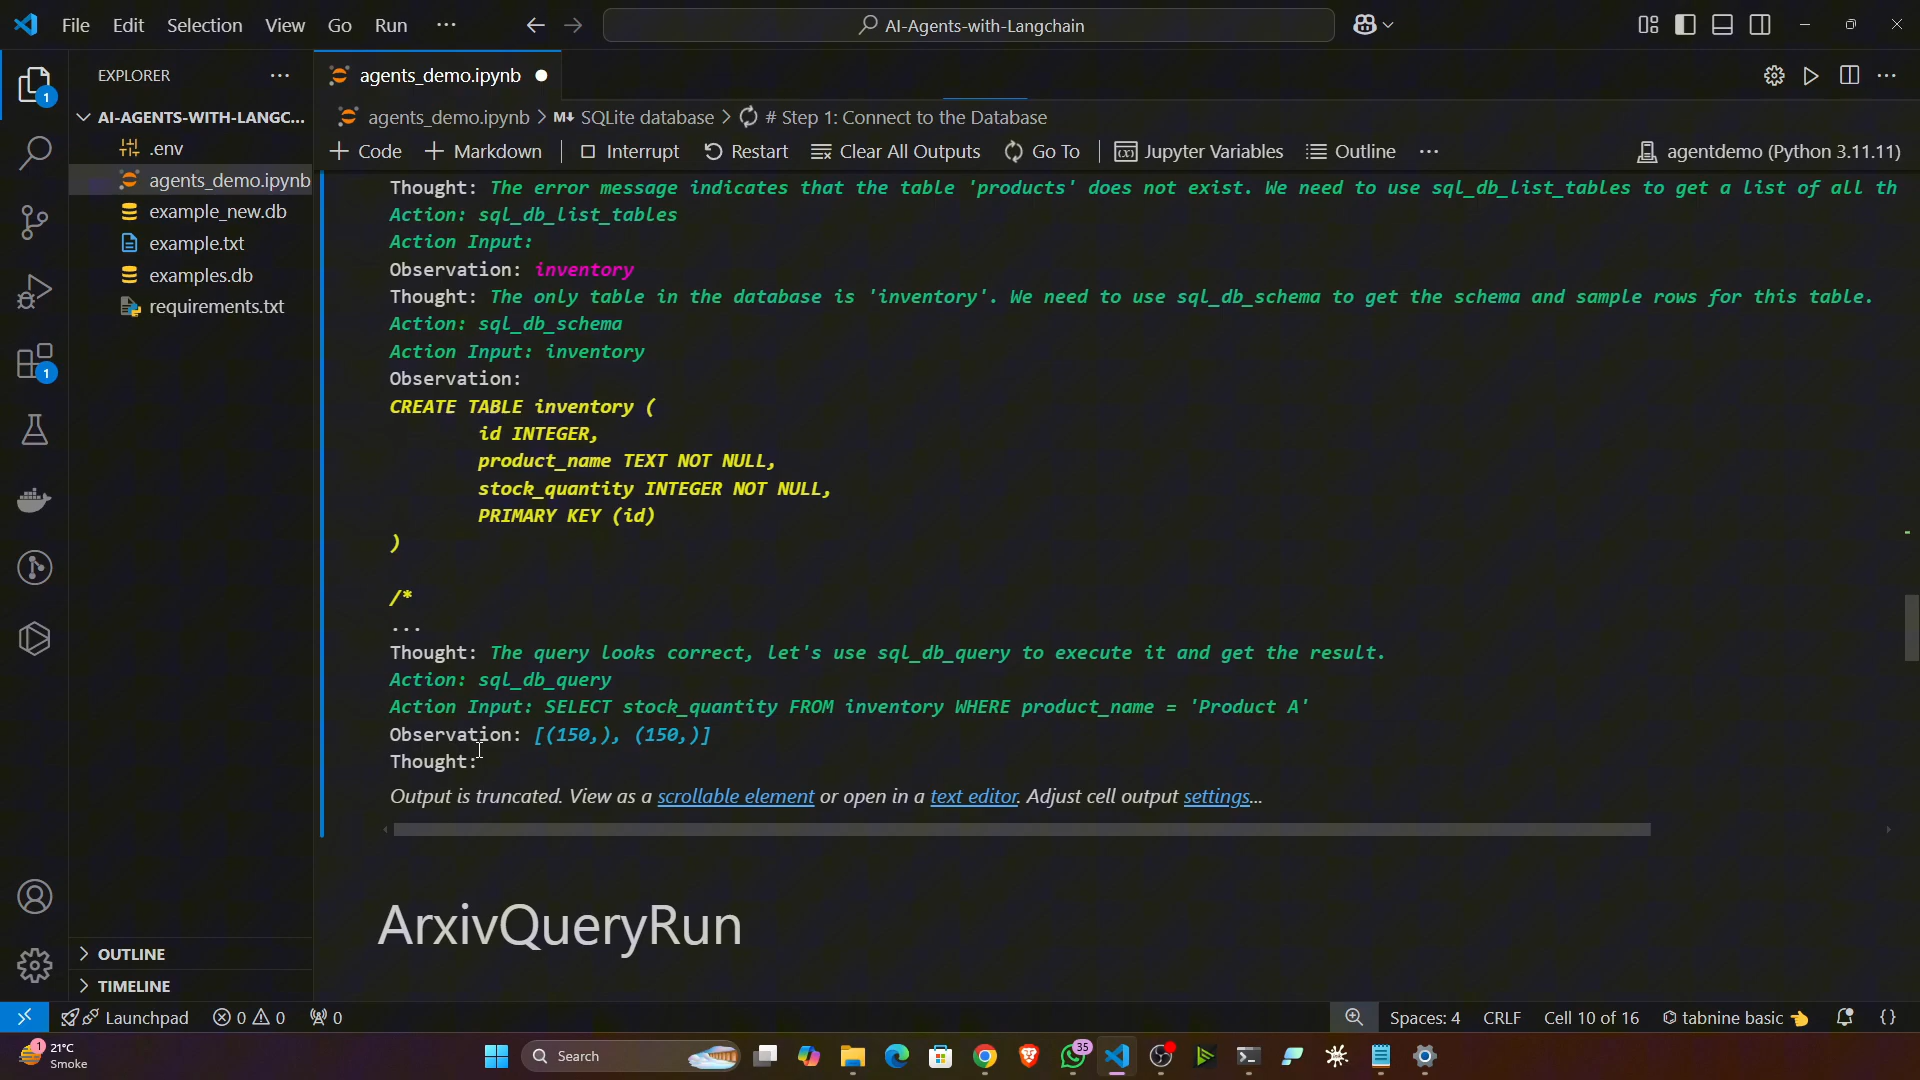 File Edit Selection View Go Run ···
AI-Agents-with-Langchain
EXPLORER ···
AI-AGENTS-WITH-LANGC...
.env
agents_demo.ipynb
example_new.db
example.txt
examples.db
requirements.txt
OUTLINE
TIMELINE
1
1
agents_demo.ipynb
agents_demo.ipynb > M↓ SQLite database > # Step 1: Connect to the Database
+ Code + Markdown Interrupt Restart Clear All Outputs Go To Jupyter Variables Outline ··· agentdemo (Python 3.11.11)
Thought: The error message indicates that the table 'products' does not exist. We need to use sql_db_list_tables to get a list of all th
Action: sql_db_list_tables
Action Input:
Observation: inventory
Thought: The only table in the database is 'inventory'. We need to use sql_db_schema to get the schema and sample rows for this table.
Action: sql_db_schema
Action Input: inventory
Observation:
CREATE TABLE inventory (
id INTEGER,
product_name TEXT NOT NULL,
stock_quantity INTEGER NOT NULL,
PRIMARY KEY (id)
)
/*
...
Thought: The query looks correct, let's use sql_db_query to execute it and get the result.
Action: sql_db_query
Action Input: SELECT stock_quantity FROM inventory WHERE product_name = 'Product A'
Observation: [(150,), (150,)]
Thought:
Output is truncated. View as a scrollable element or open in a text editor. Adjust cell output settings...
ArxivQueryRun
Launchpad 0 0 0 Spaces: 4 CRLF Cell 10 of 16 tabnine basic {}
1 21°C
Smoke
Search
35